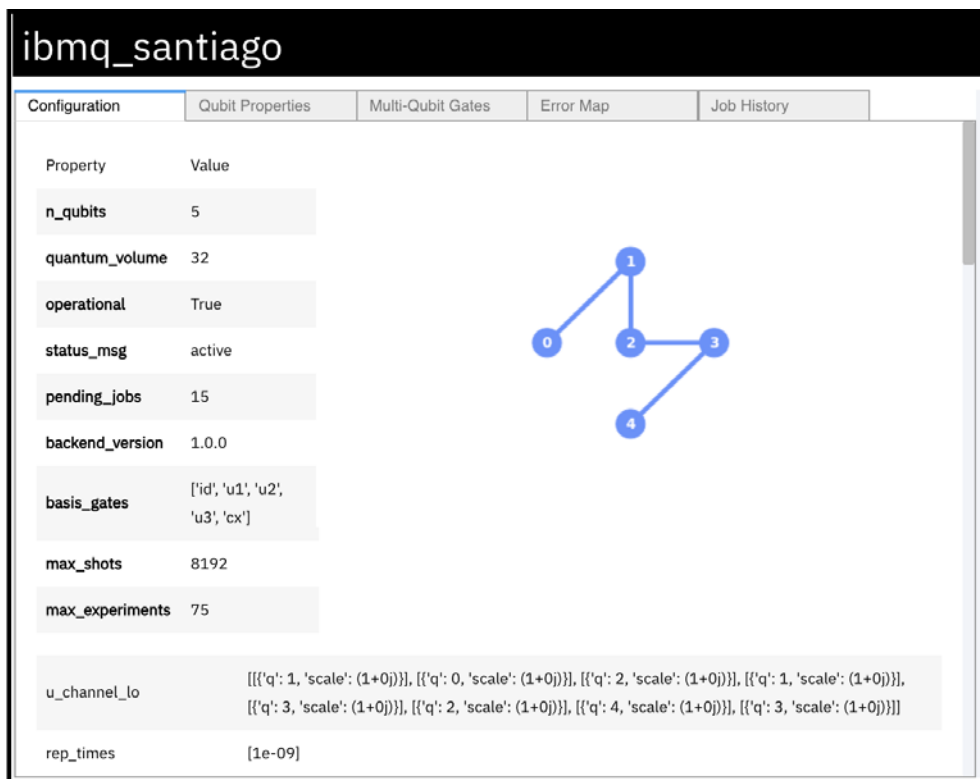 ibmq_santiago
Configuration Qubit Properties Multi-Qubit Gates Error Map Job History
Property Value
n_qubits 5
quantum_volume 32
operational True
status_msg active
pending_jobs 15
backend_version 1.0.0
basis_gates ['id', 'u1', 'u2',
'u3', 'cx']
max_shots 8192
max_experiments 75
1
0 2 3
4
u_channel_lo [[{'q': 1, 'scale': (1+0j)}], [{'q': 0, 'scale': (1+0j)}], [{'q': 2, 'scale': (1+0j)}], [{'q': 1, 'scale': (1+0j)}],
[{'q': 3, 'scale': (1+0j)}], [{'q': 2, 'scale': (1+0j)}], [{'q': 4, 'scale': (1+0j)}], [{'q': 3, 'scale': (1+0j)}]]
rep_times [1e-09]